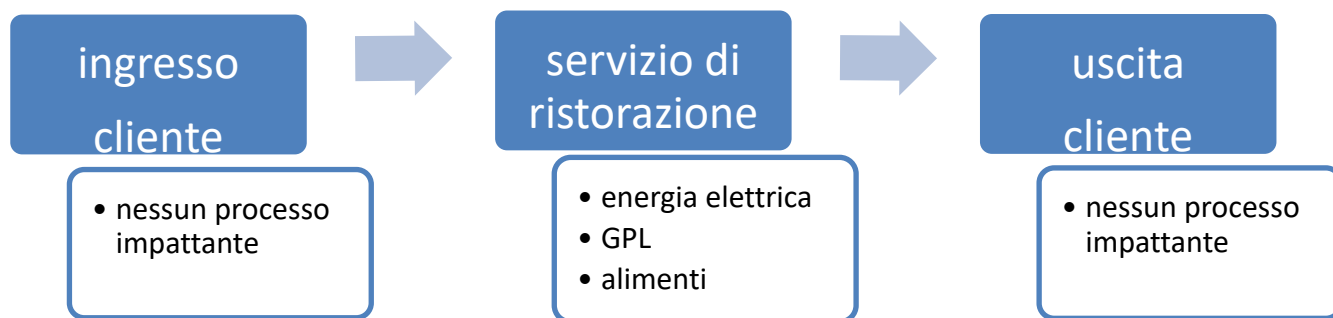 ingresso
cliente
• nessun processo
impattante
servizio di
ristorazione
• energia elettrica
• GPL
• alimenti
uscita
cliente
• nessun processo
impattante